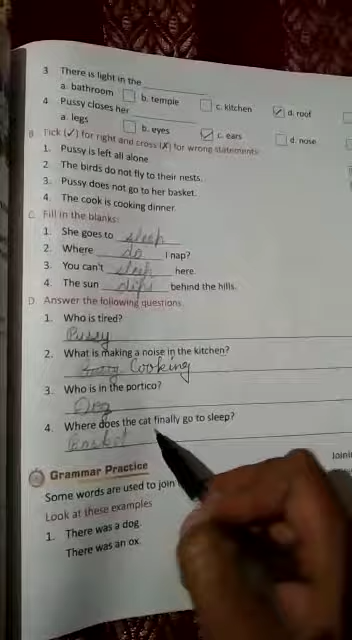 3 There is light in the
a. bathroom b. temple c. kitchen ✓ d. roof
4 Pussy closes her
a. legs b. eyes ✓ c. ears d. nose
B. Tick (✓) for right and cross (✗) for wrong statements:
1. Pussy is left all alone
2. The birds do not fly to their nests.
3. Pussy does not go to her basket.
4. The cook is cooking dinner.
C. Fill in the blanks:
1. She goes to sleep
2. Where do I nap?
3. You can't sleep here.
4. The sun dips behind the hills.
D. Answer the following questions.
1. Who is tired?
Pussy
2. What is making a noise in the kitchen?
Cooking
3. Who is in the portico?
Dog
4. Where does the cat finally go to sleep?
Basket
Grammar Practice
Some words are used to join
Look at these examples
1. There was a dog.
There was an ox.